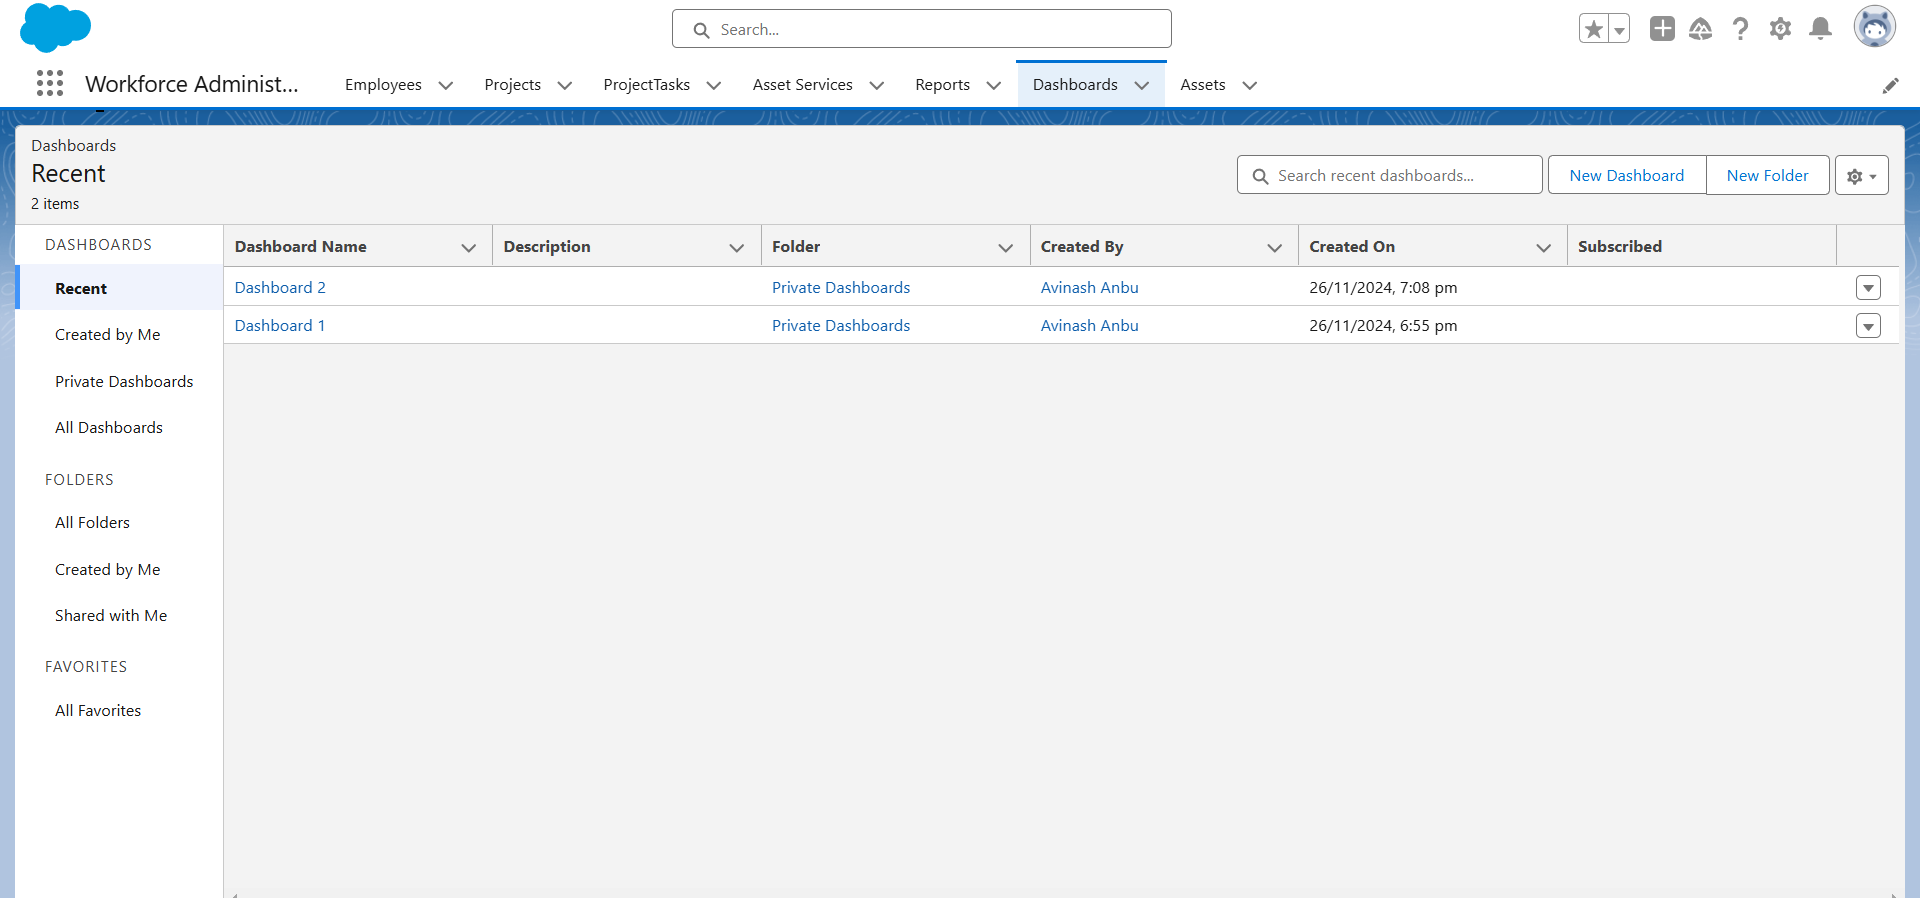 Search...
Workforce Administ...
Employees
Projects
ProjectTasks
Asset Services
Reports
Dashboards
Assets
Dashboards
Recent
2 items
Search recent dashboards...
New Dashboard
New Folder
DASHBOARDS
Recent
Created by Me
Private Dashboards
All Dashboards
FOLDERS
All Folders
Created by Me
Shared with Me
FAVORITES
All Favorites
Dashboard Name Description Folder Created By Created On Subscribed
Dashboard 2 Private Dashboards Avinash Anbu 26/11/2024, 7:08 pm
Dashboard 1 Private Dashboards Avinash Anbu 26/11/2024, 6:55 pm